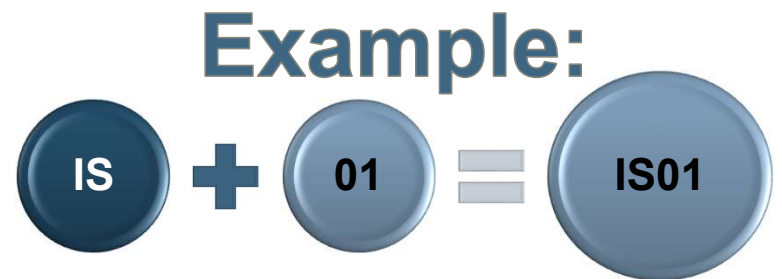 Example:
IS + 01 = IS01